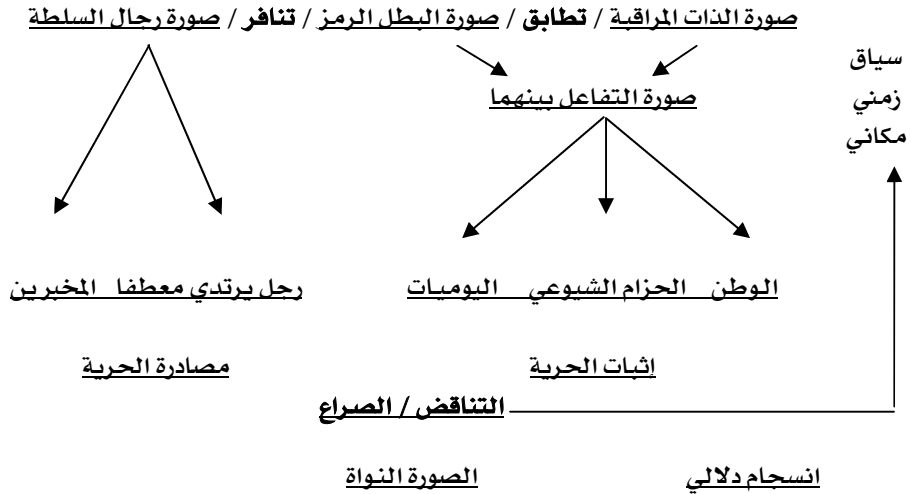 صورة الذات المراقبة / تطابق / صورة البطل الرمز / تنافر / صورة رجال السلطة
سياق
زمني
مكاني
صورة التفاعل بينهما
الوطن الحزام الشيوعي اليوميات
رجل يرتدي معطفا المخبرين
إثبات الحرية
مصادرة الحرية
التناقض / الصراع
انسجام دلالي
الصورة النواة